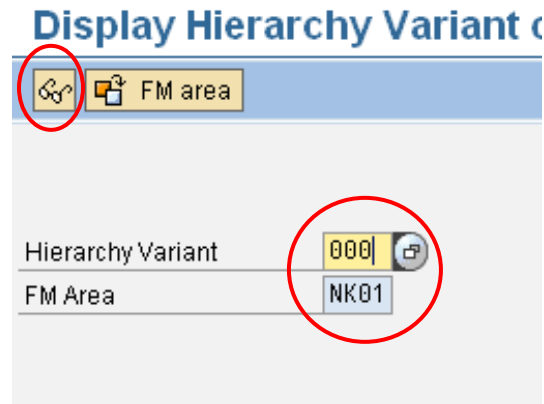 Display Hierarchy Variant
FM area
Hierarchy Variant 000
FM Area NK01